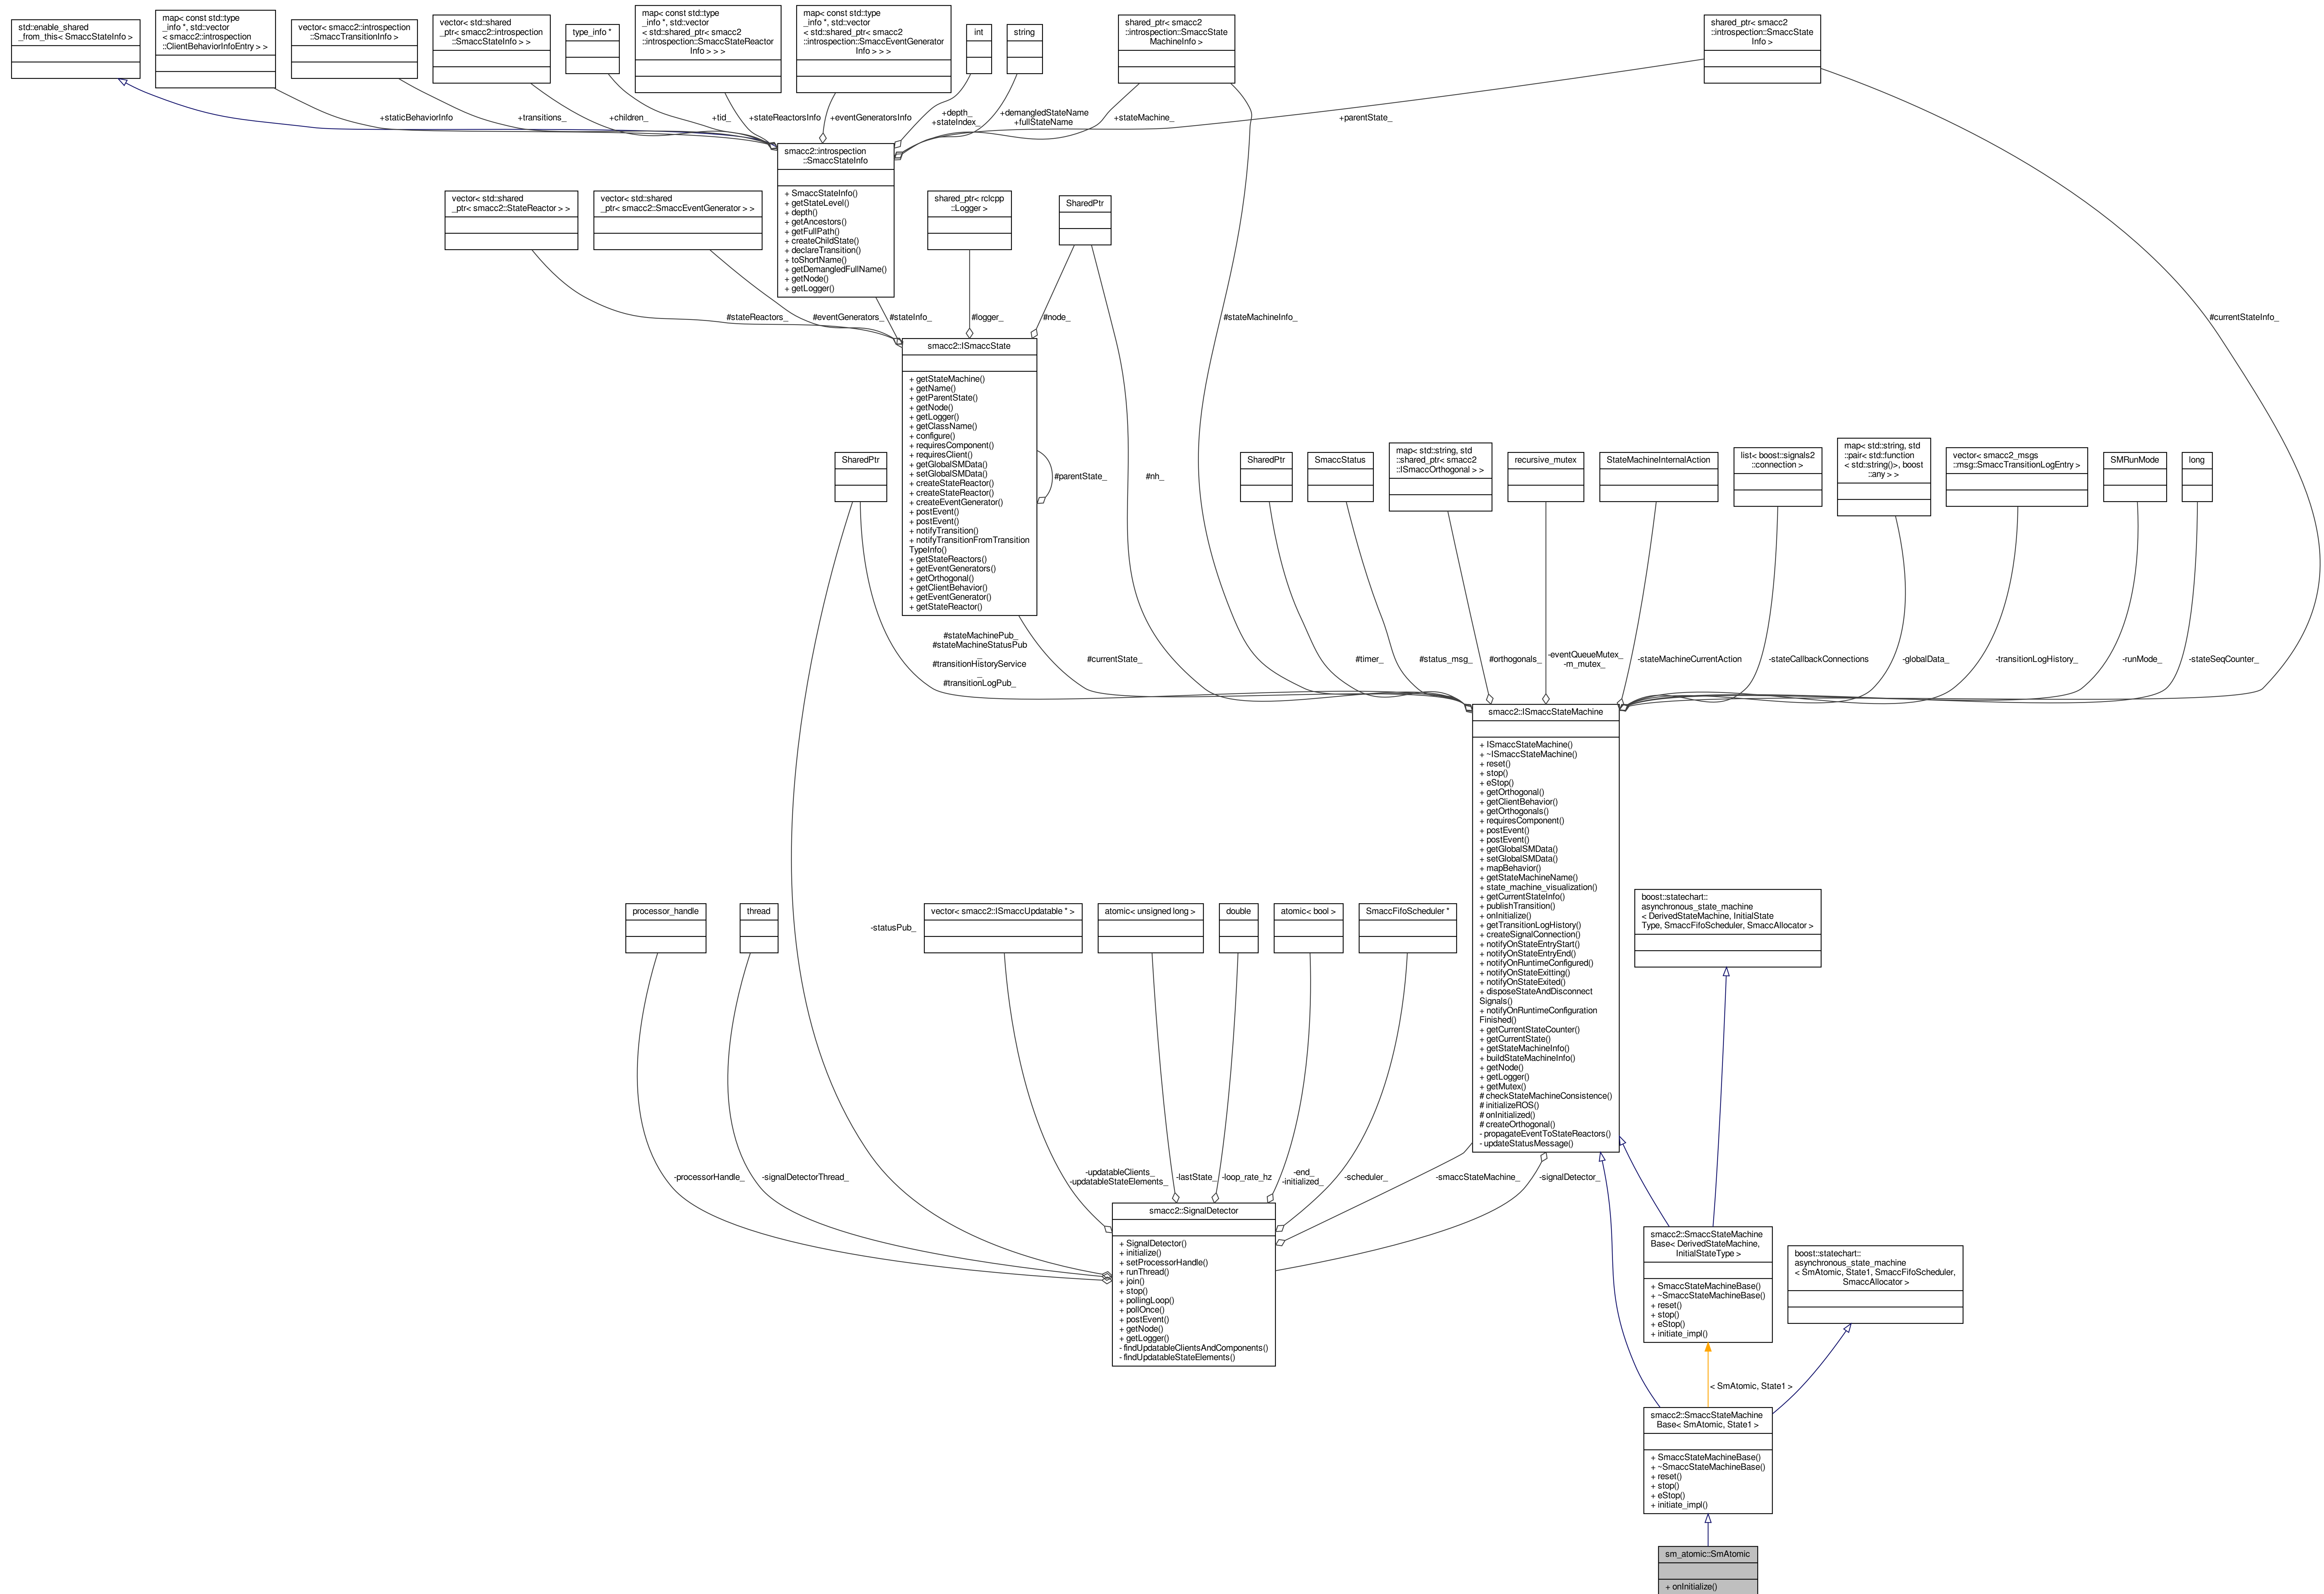 std::enable_shared
_from_this< SmaccStateInfo >
map< const std::type
_info *, std::vector
< smacc2::introspection
::ClientBehaviorInfoEntry > >
vector< smacc2::introspection
::SmaccTransitionInfo >
vector< std::shared
_ptr< smacc2::introspection
::SmaccStateInfo > >
type_info *
map< const std::type
_info *, std::vector
< std::shared_ptr< smacc2
::introspection::SmaccStateReactor
Info > > >
map< const std::type
_info *, std::vector
< std::shared_ptr< smacc2
::introspection::SmaccEventGenerator
Info > > >
int
string
shared_ptr< smacc2
::introspection::SmaccState
MachineInfo >
shared_ptr< smacc2
::introspection::SmaccState
Info >
+staticBehaviorInfo
+transitions_
+children_
+tid_
+stateReactorsInfo
+eventGeneratorsInfo
+depth_
+stateIndex_
+demangledStateName
+fullStateName
+stateMachine_
+parentState_
smacc2::introspection
::SmaccStateInfo
+ SmaccStateInfo()
+ getStateLevel()
+ depth()
+ getAncestors()
+ getFullPath()
+ createChildState()
+ declareTransition()
+ toShortName()
+ getDemangledFullName()
+ getNode()
+ getLogger()
vector< std::shared
_ptr< smacc2::StateReactor > >
vector< std::shared
_ptr< smacc2::SmaccEventGenerator > >
shared_ptr< rclcpp
::Logger >
SharedPtr
#stateReactors_
#eventGenerators_
#stateInfo_
#logger_
#node_
#stateMachineInfo_
#currentStateInfo_
smacc2::ISmaccState
+ getStateMachine()
+ getName()
+ getParentState()
+ getNode()
+ getLogger()
+ getClassName()
+ configure()
+ requiresComponent()
+ requiresClient()
+ getGlobalSMData()
+ setGlobalSMData()
+ createStateReactor()
+ createStateReactor()
+ createEventGenerator()
+ postEvent()
+ postEvent()
+ notifyTransition()
+ notifyTransitionFromTransition
TypeInfo()
+ getStateReactors()
+ getEventGenerators()
+ getOrthogonal()
+ getClientBehavior()
+ getEventGenerator()
+ getStateReactor()
#parentState_
#nh_
SharedPtr
SharedPtr
SmaccStatus
map< std::string, std
::shared_ptr< smacc2
::ISmaccOrthogonal > >
recursive_mutex
StateMachineInternalAction
list< boost::signals2
::connection >
map< std::string, std
::pair< std::function
< std::string()>, boost
::any > >
vector< smacc2_msgs
::msg::SmaccTransitionLogEntry >
SMRunMode
long
#stateMachinePub_
#stateMachineStatusPub
_
#transitionHistoryService
_
#transitionLogPub_
#currentState_
#timer_
#status_msg_
#orthogonals_
-eventQueueMutex_
-m_mutex_
-stateMachineCurrentAction
-stateCallbackConnections
-globalData_
-transitionLogHistory_
-runMode_
-stateSeqCounter_
smacc2::ISmaccStateMachine
+ ISmaccStateMachine()
+ ~ISmaccStateMachine()
+ reset()
+ stop()
+ eStop()
+ getOrthogonal()
+ getClientBehavior()
+ getOrthogonals()
+ requiresComponent()
+ postEvent()
+ postEvent()
+ getGlobalSMData()
+ setGlobalSMData()
+ mapBehavior()
+ getStateMachineName()
+ state_machine_visualization()
+ getCurrentStateInfo()
+ publishTransition()
+ onInitialize()
+ getTransitionLogHistory()
+ createSignalConnection()
+ notifyOnStateEntryStart()
+ notifyOnStateEntryEnd()
+ notifyOnRuntimeConfigured()
+ notifyOnStateExitting()
+ notifyOnStateExited()
+ disposeStateAndDisconnect
Signals()
+ notifyOnRuntimeConfiguration
Finished()
+ getCurrentStateCounter()
+ getCurrentState()
+ getStateMachineInfo()
+ buildStateMachineInfo()
+ getNode()
+ getLogger()
+ getMutex()
# checkStateMachineConsistence()
# initializeROS()
# onInitialized()
# createOrthogonal()
- propagateEventToStateReactors()
- updateStatusMessage()
boost::statechart::
asynchronous_state_machine
< DerivedStateMachine, InitialState
Type, SmaccFifoScheduler, SmaccAllocator >
processor_handle
thread
-statusPub_
vector< smacc2::ISmaccUpdatable * >
atomic< unsigned long >
double
atomic< bool >
SmaccFifoScheduler *
-processorHandle_
-signalDetectorThread_
-updatableClients_
-updatableStateElements_
-lastState_
-loop_rate_hz
-end_
-initialized_
-scheduler_
-smaccStateMachine_
-signalDetector_
smacc2::SignalDetector
+ SignalDetector()
+ initialize()
+ setProcessorHandle()
+ runThread()
+ join()
+ stop()
+ pollingLoop()
+ pollOnce()
+ postEvent()
+ getNode()
+ getLogger()
- findUpdatableClientsAndComponents()
- findUpdatableStateElements()
smacc2::SmaccStateMachine
Base< DerivedStateMachine,
InitialStateType >
+ SmaccStateMachineBase()
+ ~SmaccStateMachineBase()
+ reset()
+ stop()
+ eStop()
+ initiate_impl()
boost::statechart::
asynchronous_state_machine
< SmAtomic, State1, SmaccFifoScheduler,
SmaccAllocator >
< SmAtomic, State1 >
smacc2::SmaccStateMachine
Base< SmAtomic, State1 >
+ SmaccStateMachineBase()
+ ~SmaccStateMachineBase()
+ reset()
+ stop()
+ eStop()
+ initiate_impl()
sm_atomic::SmAtomic
+ onInitialize()